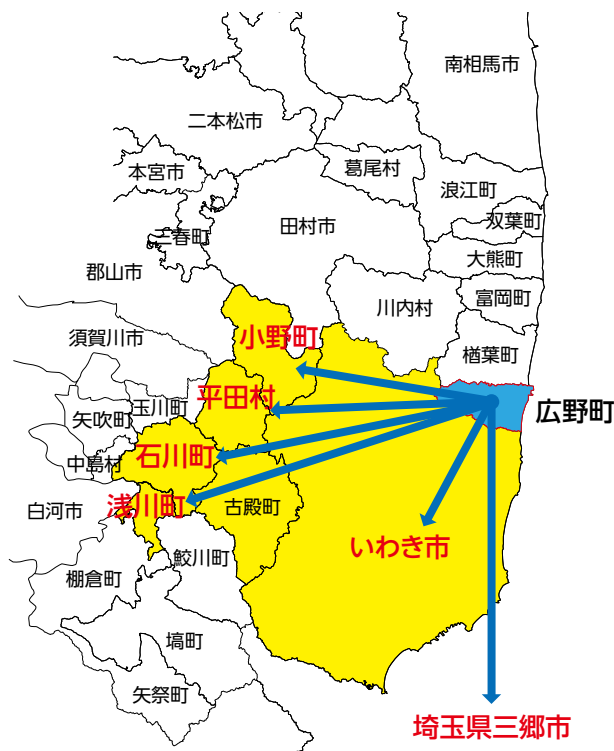 南相馬市
二本松市
葛尾村
本宮市
浪江町
双葉町
三春町
田村市
大熊町
郡山市
富岡町
川内村
須賀川市
小野町
楢葉町
平田村
玉川町
矢吹町
広野町
石川町
中島村
浅川町
古殿町
白河市
いわき市
鮫川町
棚倉町
塙町
矢祭町
埼玉県三郷市